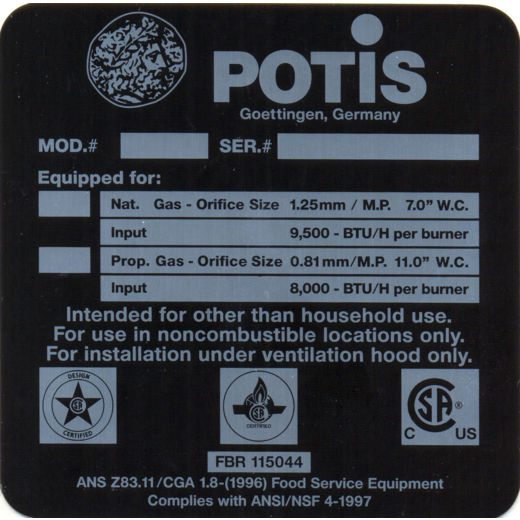 POTIS
Goettingen, Germany
MOD.# SER.#
Equipped for:
Nat. Gas - Orifice Size 1.25mm / M.P. 7.0" W.C.
Input 9,500 - BTU/H per burner
Prop. Gas - Orifice Size 0.81mm/M.P. 11.0" W.C.
Input 8,000 - BTU/H per burner
Intended for other than household use.
For use in noncombustible locations only.
For installation under ventilation hood only.
DESIGN
SA
CERTIFIED
SA
CERTIFIED
SA ®
C US
FBR 115044
ANS Z83.11/CGA 1.8-(1996) Food Service Equipment
Complies with ANSI/NSF 4-1997